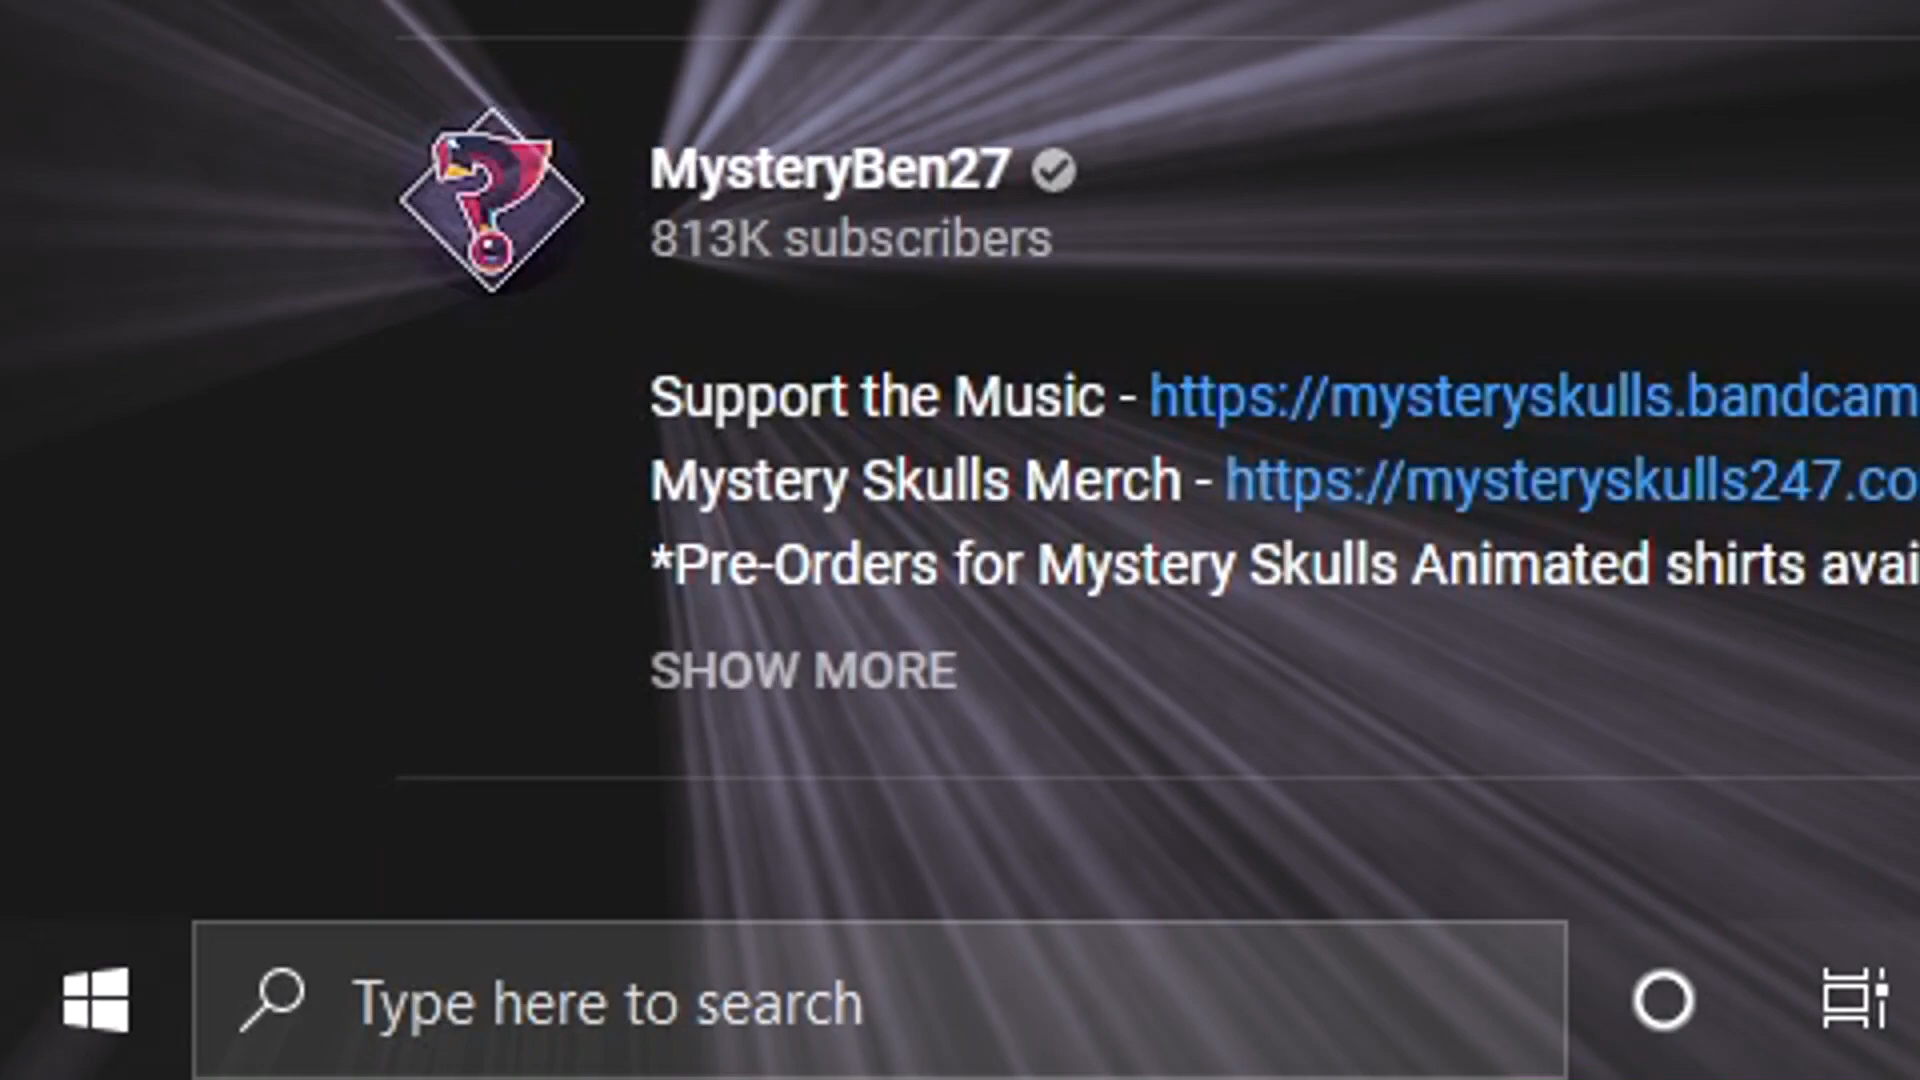 MysteryBen27
813K subscribers
Support the Music - https://mysteryskulls.bandcam
Mystery Skulls Merch - https://mysteryskulls247.co
*Pre-Orders for Mystery Skulls Animated shirts avai
SHOW MORE
Type here to search